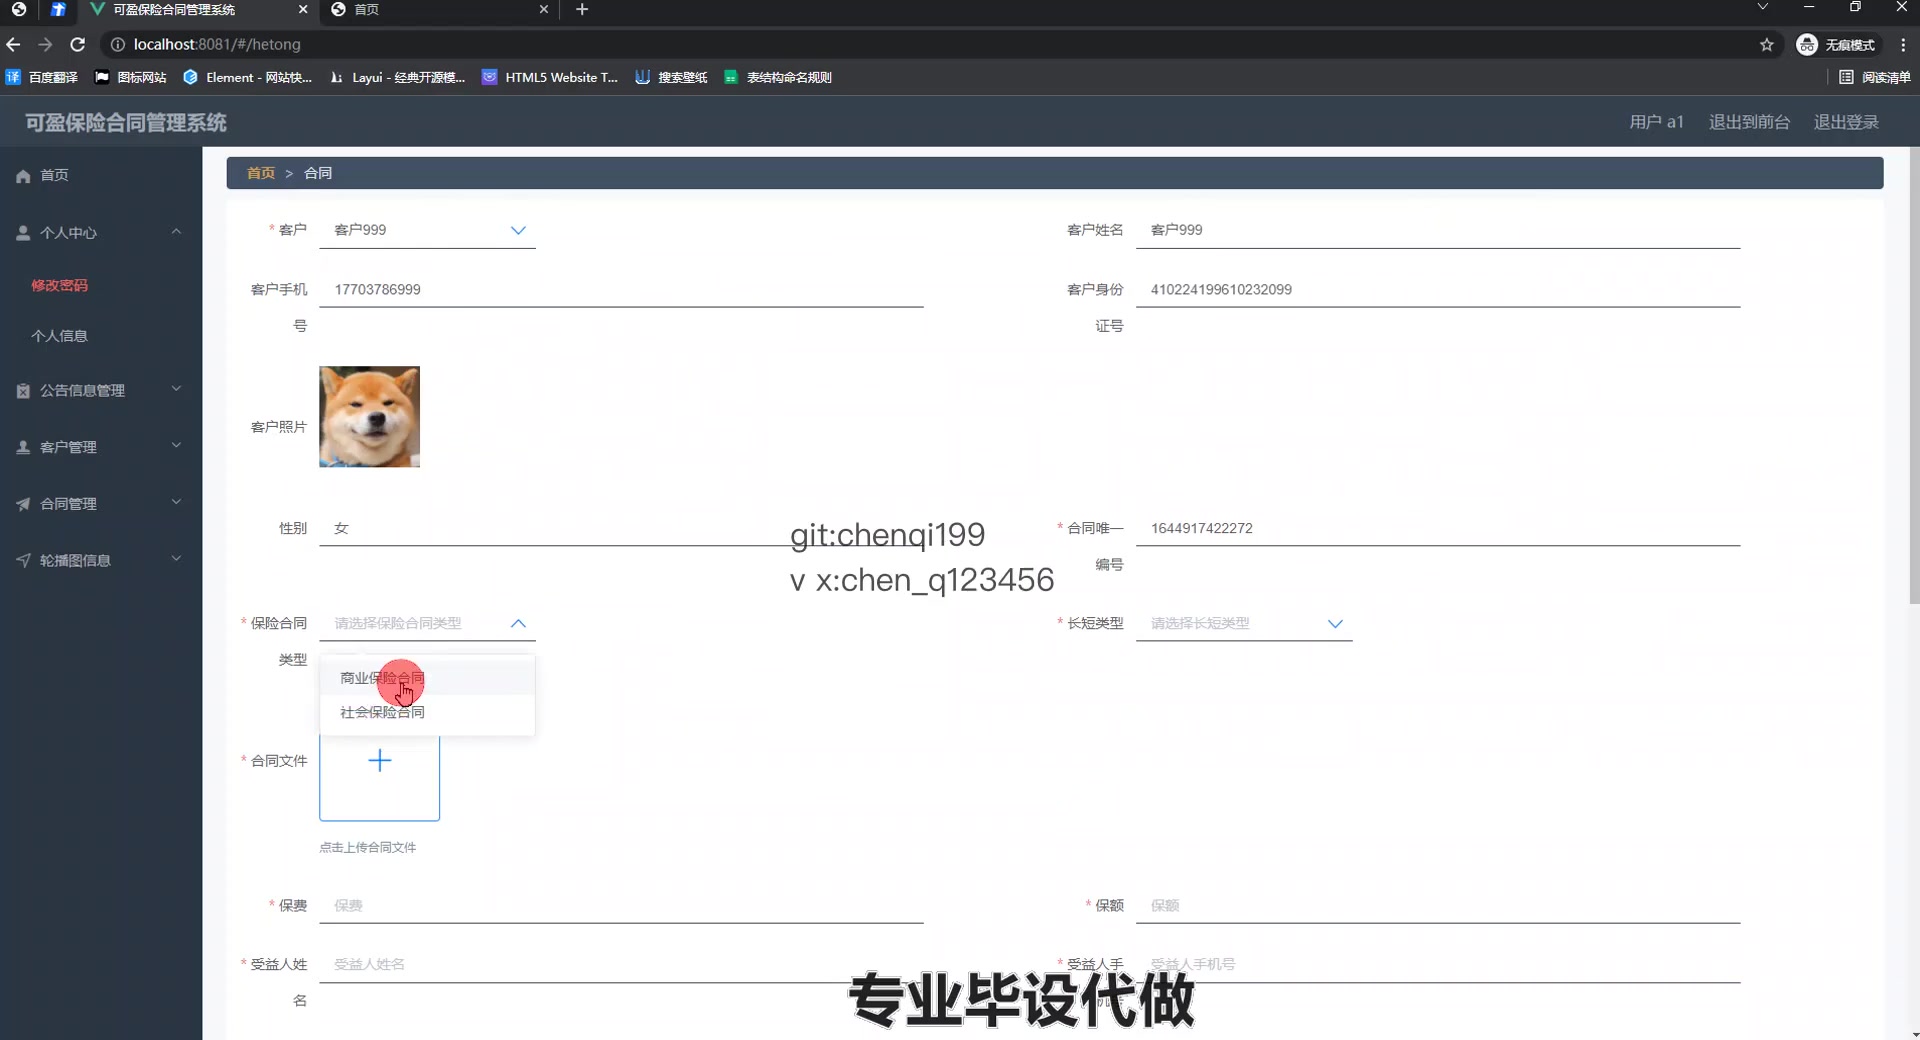 可盈保险合同管理系统
首页
localhost:8081/#/hetong
无痕模式
百度翻译
图标网站
Element - 网站快...
Layui - 经典开源模...
HTML5 Website T...
搜索壁纸
表结构命名规则
阅读清单
可盈保险合同管理系统
用户 a1
退出到前台
退出登录
首页
个人中心
修改密码
个人信息
公告信息管理
客户管理
合同管理
轮播图信息
首页 > 合同
* 客户 客户999
客户姓名 客户999
客户手机号 17703786999
客户身份证号 410224199610232099
客户照片
性别 女
* 合同唯一编号 1644917422272
git:chenqi199
v x:chen_q123456
* 保险合同类型 请选择保险合同类型
* 长短类型 请选择长短类型
商业保险合同
社会保险合同
* 合同文件
点击上传合同文件
* 保费 保费
* 保额 保额
* 受益人姓名 受益人姓名
* 受益人手 受益人手机号
专业毕设代做